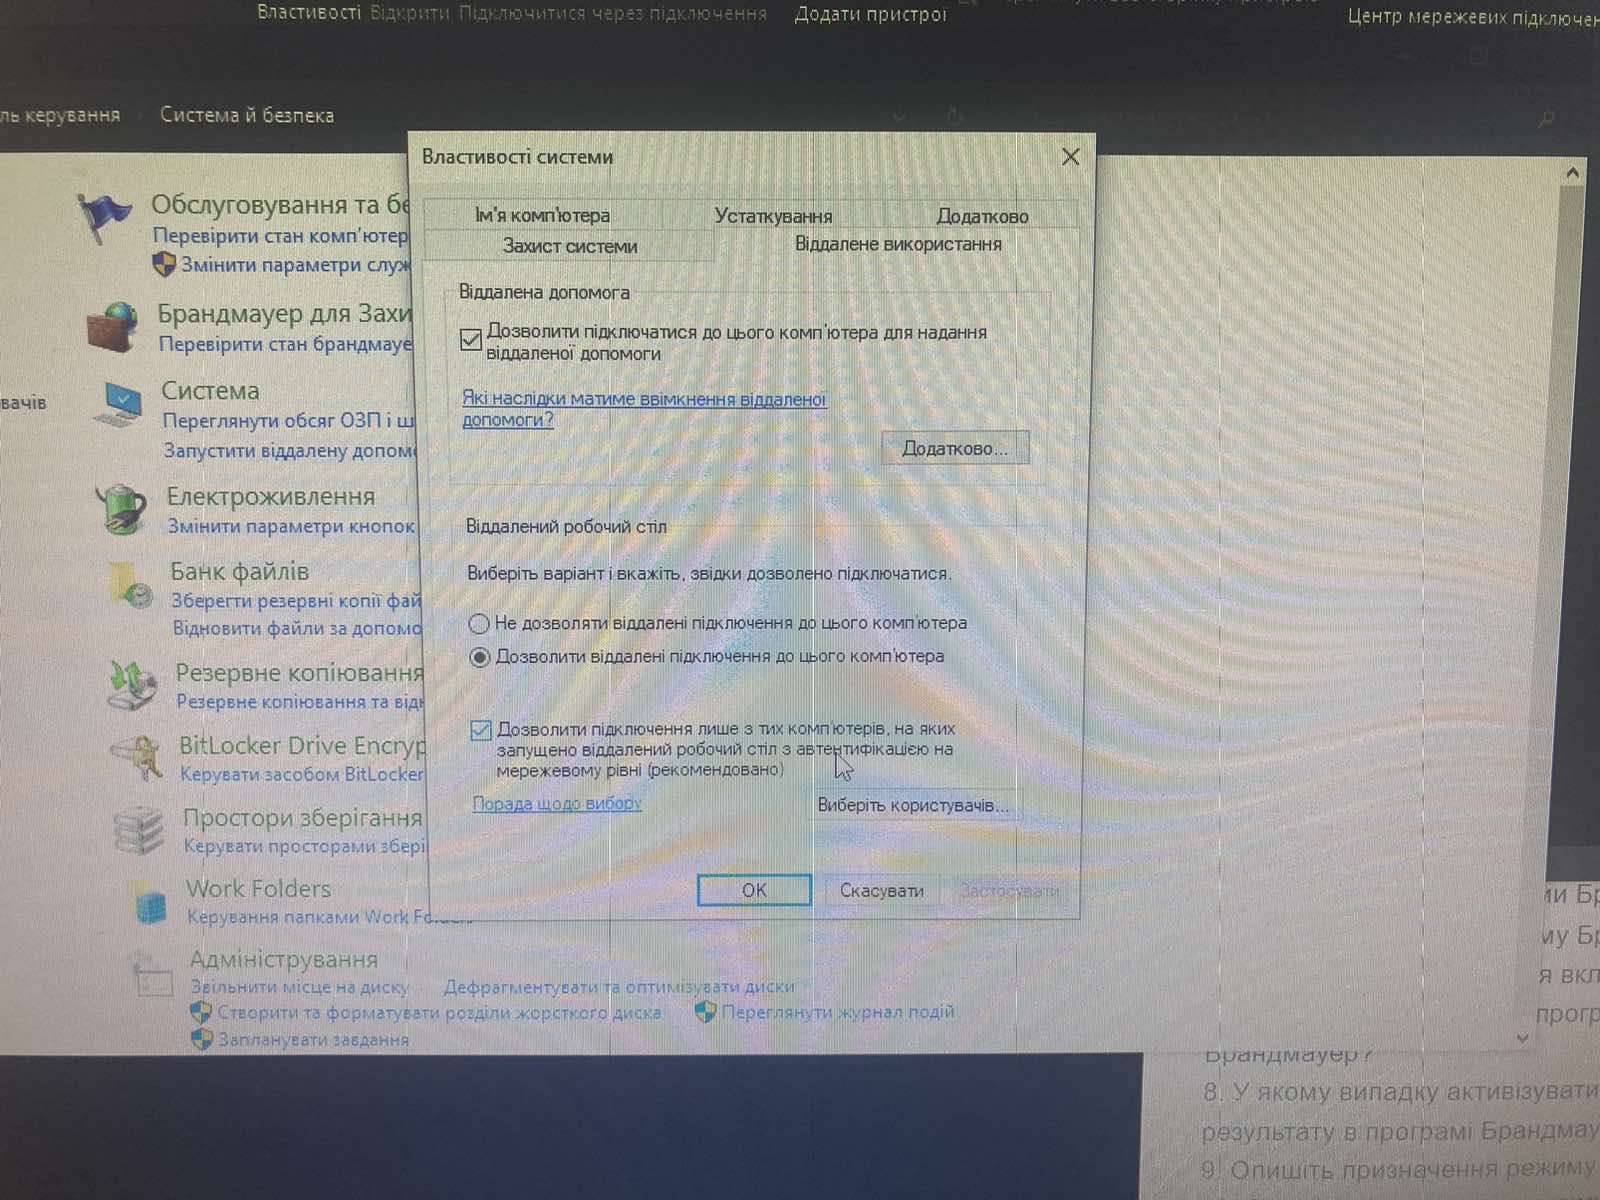 Властивості Відкрити Підключитися через підключення Додати пристрої
Центр мережевих підключен
ль керування Система й безпека
Властивості системи
Ім'я комп'ютера Устаткування Додатково
Захист системи Віддалене використання
Віддалена допомога
Дозволити підключатися до цього комп'ютера для надання
віддаленої допомоги
Які наслідки матиме ввімкнення віддаленої
допомоги?
Додатково...
Віддалений робочий стіл
Виберіть варіант і вкажіть, звідки дозволено підключатися.
Не дозволяти віддалені підключення до цього комп'ютера
Дозволити віддалені підключення до цього комп'ютера
Дозволити підключення лише з тих комп'ютерів, на яких
запущено віддалений робочий стіл з автентифікацією на
мережевому рівні (рекомендовано)
Порада щодо вибору
Виберіть користувачів...
OK Скасувати Застосувати
вачів
Обслуговування та бе
Перевірити стан комп'ютер
Змінити параметри служ
Брандмауер для Захи
Перевірити стан брандмауе
Система
Переглянути обсяг ОЗП і ш
Запустити віддалену допом
Електроживлення
Змінити параметри кнопок
Банк файлів
Зберегти резервні копії фай
Відновити файли за допомо
Резервне копіювання
Резервне копіювання та від
BitLocker Drive Encryp
Керувати засобом BitLocker
Простори зберігання
Керувати просторами збері
Work Folders
Керування папками Work Folders
Адміністрування
Звільнити місце на диску Дефрагментувати та оптимізувати диски
Створити та форматувати розділи жорсткого диска Переглянути журнал подій
Запланувати завдання
ми Бр
му Бр
я вкл
прогр
Брандмауер?
8. У якому випадку активізувати
результату в програмі Брандмау
9. Опишіть призначення режиму